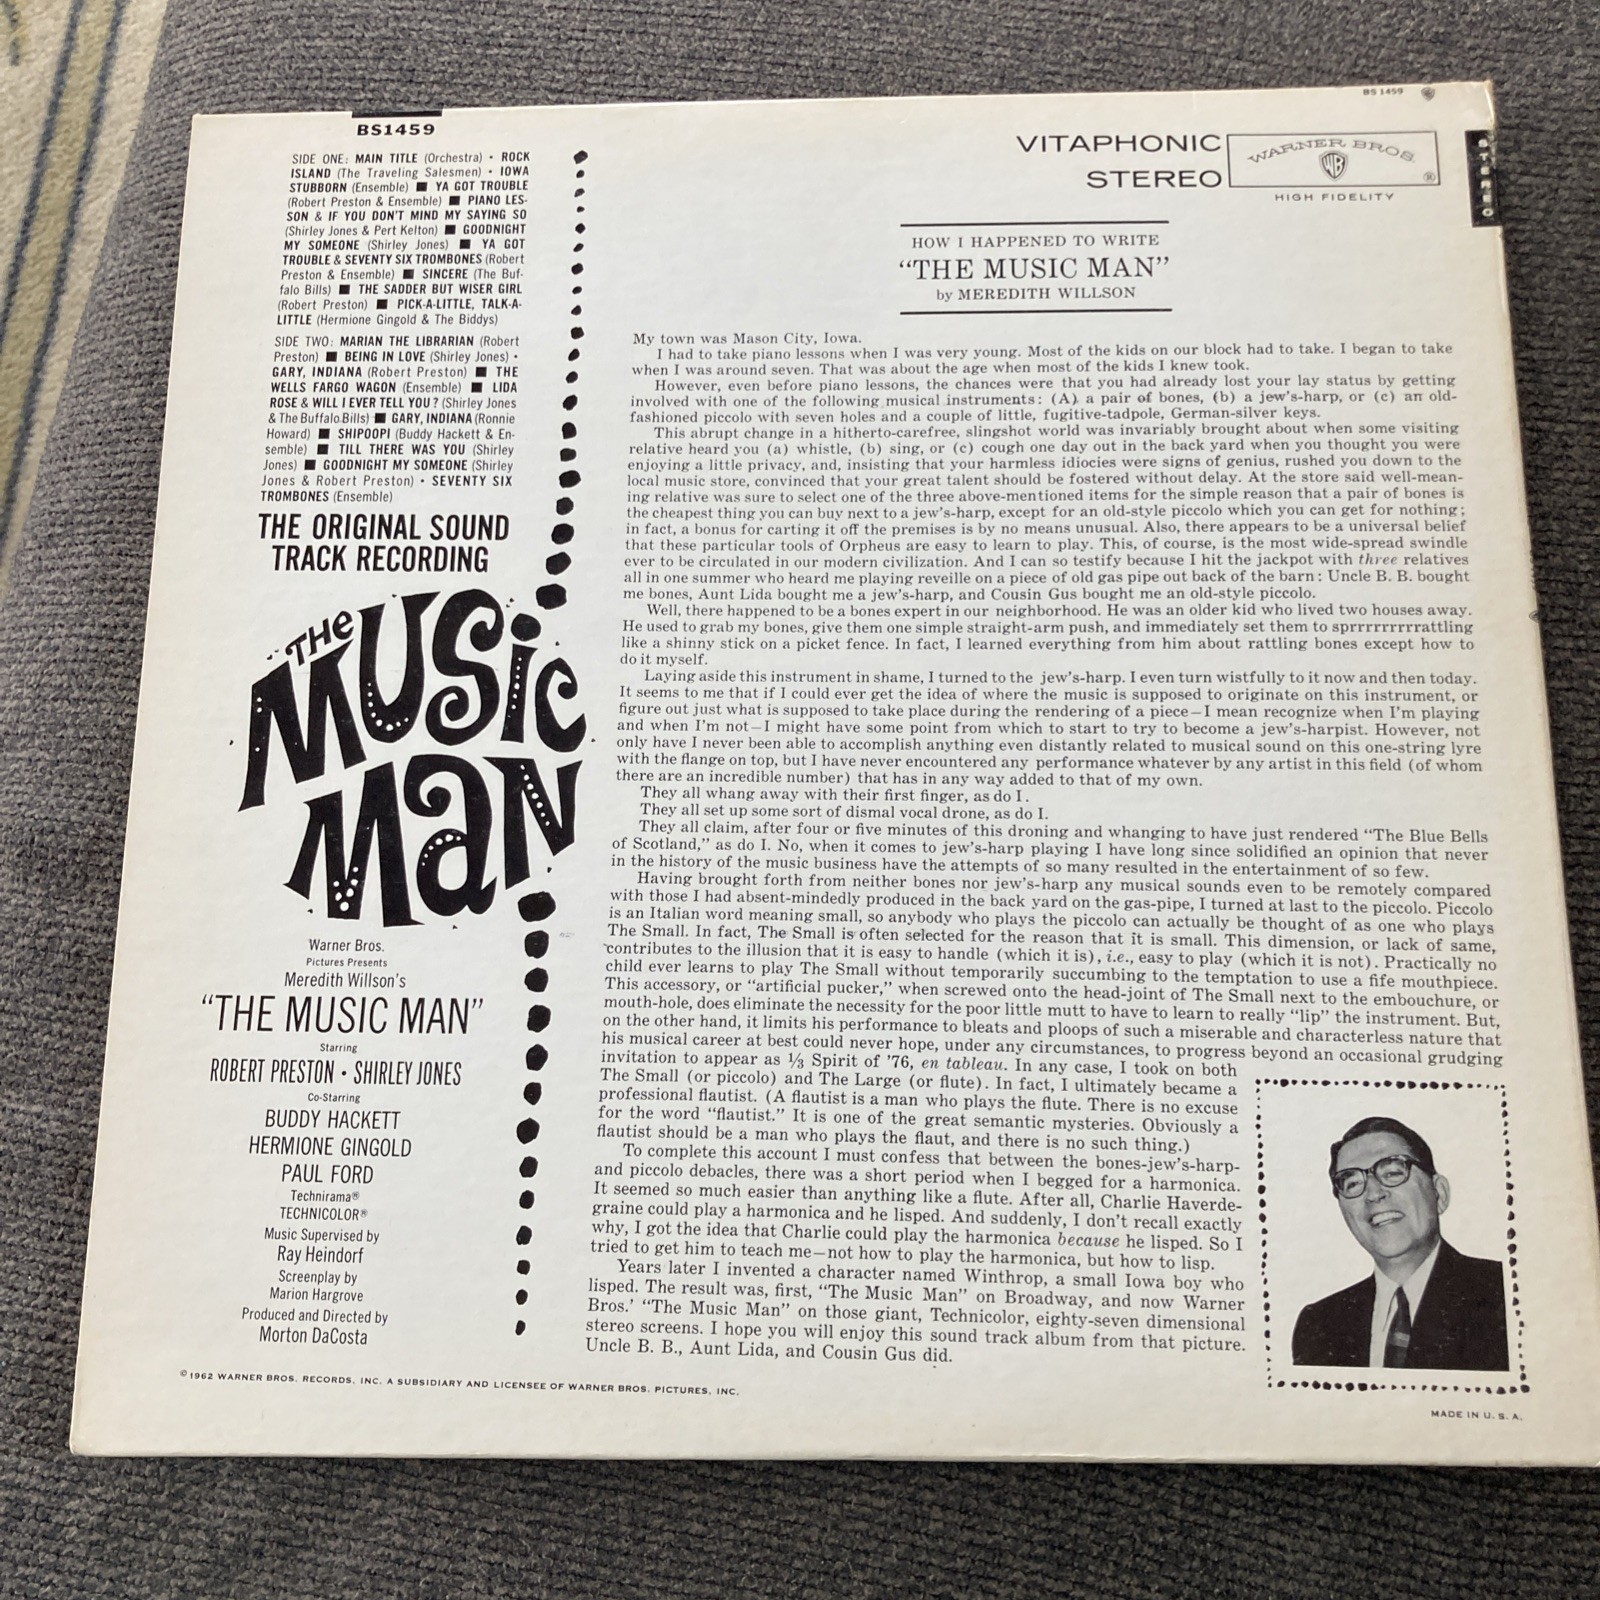 BS 1459
BS1459
SIDE ONE: MAIN TITLE (Orchestra) • ROCK
ISLAND (The Traveling Salesmen) • IOWA
STUBBORN (Ensemble) ■ YA GOT TROUBLE
(Robert Preston & Ensemble) ■ PIANO LES-
SON & IF YOU DON'T MIND MY SAYING SO
(Shirley Jones & Pert Kelton) ■ GOODNIGHT
MY SOMEONE (Shirley Jones) ■ YA GOT
TROUBLE & SEVENTY SIX TROMBONES (Robert
Preston & Ensemble) ■ SINCERE (The Buf-
falo Bills) ■ THE SADDER BUT WISER GIRL
(Robert Preston) ■ PICK-A-LITTLE, TALK-A-
LITTLE (Hermione Gingold & The Biddys)
SIDE TWO: MARIAN THE LIBRARIAN (Robert
Preston) ■ BEING IN LOVE (Shirley Jones) •
GARY, INDIANA (Robert Preston) ■ THE
WELLS FARGO WAGON (Ensemble) ■ LIDA
ROSE & WILL I EVER TELL YOU? (Shirley Jones
& The Buffalo Bills) ■ GARY, INDIANA (Ronnie
Howard) ■ SHIPOOPI (Buddy Hackett & En-
semble) ■ TILL THERE WAS YOU (Shirley
Jones) ■ GOODNIGHT MY SOMEONE (Shirley
Jones & Robert Preston) • SEVENTY SIX
TROMBONES (Ensemble)
THE ORIGINAL SOUND
TRACK RECORDING
THE
MUSIC
MAN
Warner Bros.
Pictures Presents
Meredith Willson's
"THE MUSIC MAN"
Starring
ROBERT PRESTON • SHIRLEY JONES
Co-Starring
BUDDY HACKETT
HERMIONE GINGOLD
PAUL FORD
Technirama®
TECHNICOLOR®
Music Supervised by
Ray Heindorf
Screenplay by
Marion Hargrove
Produced and Directed by
Morton DaCosta
©1962 WARNER BROS. RECORDS, INC. A SUBSIDIARY AND LICENSEE OF WARNER BROS. PICTURES, INC.
VITAPHONIC
STEREO
WARNER BROS.
WB
®
HIGH FIDELITY
STEREO
HOW I HAPPENED TO WRITE
"THE MUSIC MAN"
by MEREDITH WILLSON
My town was Mason City, Iowa.
I had to take piano lessons when I was very young. Most of the kids on our block had to take. I began to take
when I was around seven. That was about the age when most of the kids I knew took.
However, even before piano lessons, the chances were that you had already lost your lay status by getting
involved with one of the following musical instruments: (A) a pair of bones, (b) a jew's-harp, or (c) an old-
fashioned piccolo with seven holes and a couple of little, fugitive-tadpole, German-silver keys.
This abrupt change in a hitherto-carefree, slingshot world was invariably brought about when some visiting
relative heard you (a) whistle, (b) sing, or (c) cough one day out in the back yard when you thought you were
enjoying a little privacy, and, insisting that your harmless idiocies were signs of genius, rushed you down to the
local music store, convinced that your great talent should be fostered without delay. At the store said well-mean-
ing relative was sure to select one of the three above-mentioned items for the simple reason that a pair of bones is
the cheapest thing you can buy next to a jew's-harp, except for an old-style piccolo which you can get for nothing;
in fact, a bonus for carting it off the premises is by no means unusual. Also, there appears to be a universal belief
that these particular tools of Orpheus are easy to learn to play. This, of course, is the most wide-spread swindle
ever to be circulated in our modern civilization. And I can so testify because I hit the jackpot with three relatives
all in one summer who heard me playing reveille on a piece of old gas pipe out back of the barn: Uncle B. B. bought
me bones, Aunt Lida bought me a jew's-harp, and Cousin Gus bought me an old-style piccolo.
Well, there happened to be a bones expert in our neighborhood. He was an older kid who lived two houses away.
He used to grab my bones, give them one simple straight-arm push, and immediately set them to sprrrrrrrrrattling
like a shinny stick on a picket fence. In fact, I learned everything from him about rattling bones except how to
do it myself.
Laying aside this instrument in shame, I turned to the jew's-harp. I even turn wistfully to it now and then today.
It seems to me that if I could ever get the idea of where the music is supposed to originate on this instrument, or
figure out just what is supposed to take place during the rendering of a piece—I mean recognize when I'm playing
and when I'm not—I might have some point from which to start to try to become a jew's-harpist. However, not
only have I never been able to accomplish anything even distantly related to musical sound on this one-string lyre
with the flange on top, but I have never encountered any performance whatever by any artist in this field (of whom
there are an incredible number) that has in any way added to that of my own.
They all whang away with their first finger, as do I.
They all set up some sort of dismal vocal drone, as do I.
They all claim, after four or five minutes of this droning and whanging to have just rendered "The Blue Bells
of Scotland," as do I. No, when it comes to jew's-harp playing I have long since solidified an opinion that never
in the history of the music business have the attempts of so many resulted in the entertainment of so few.
Having brought forth from neither bones nor jew's-harp any musical sounds even to be remotely compared
with those I had absent-mindedly produced in the back yard on the gas-pipe, I turned at last to the piccolo. Piccolo
is an Italian word meaning small, so anybody who plays the piccolo can actually be thought of as one who plays
The Small. In fact, The Small is often selected for the reason that it is small. This dimension, or lack of same,
contributes to the illusion that it is easy to handle (which it is), i.e., easy to play (which it is not). Practically no
child ever learns to play The Small without temporarily succumbing to the temptation to use a fife mouthpiece.
This accessory, or "artificial pucker," when screwed onto the head-joint of The Small next to the embouchure, or
mouth-hole, does eliminate the necessity for the poor little mutt to have to learn to really "lip" the instrument. But,
on the other hand, it limits his performance to bleats and ploops of such a miserable and characterless nature that
his musical career at best could never hope, under any circumstances, to progress beyond an occasional grudging
invitation to appear as ⅓ Spirit of '76, en tableau. In any case, I took on both
The Small (or piccolo) and The Large (or flute). In fact, I ultimately became a
professional flautist. (A flautist is a man who plays the flute. There is no excuse
for the word "flautist." It is one of the great semantic mysteries. Obviously a
flautist should be a man who plays the flaut, and there is no such thing.)
To complete this account I must confess that between the bones-jew's-harp-
and piccolo debacles, there was a short period when I begged for a harmonica.
It seemed so much easier than anything like a flute. After all, Charlie Haverde-
graine could play a harmonica and he lisped. And suddenly, I don't recall exactly
why, I got the idea that Charlie could play the harmonica because he lisped. So I
tried to get him to teach me—not how to play the harmonica, but how to lisp.
Years later I invented a character named Winthrop, a small Iowa boy who
lisped. The result was, first, "The Music Man" on Broadway, and now Warner
Bros.' "The Music Man" on those giant, Technicolor, eighty-seven dimensional
stereo screens. I hope you will enjoy this sound track album from that picture.
Uncle B. B., Aunt Lida, and Cousin Gus did.
MADE IN U. S. A.